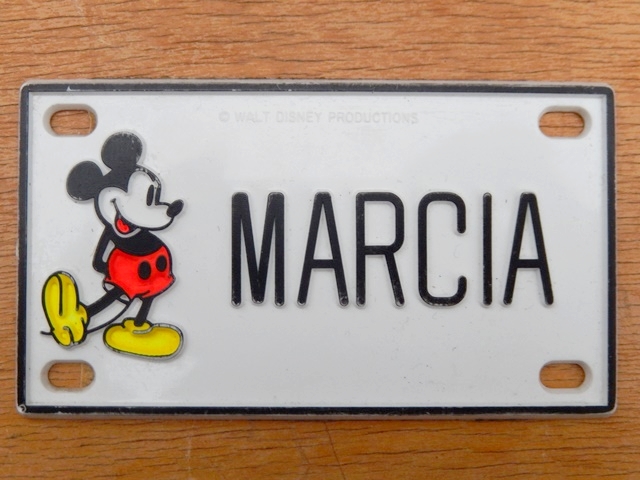 © WALT DISNEY PRODUCTIONS
MARCIA